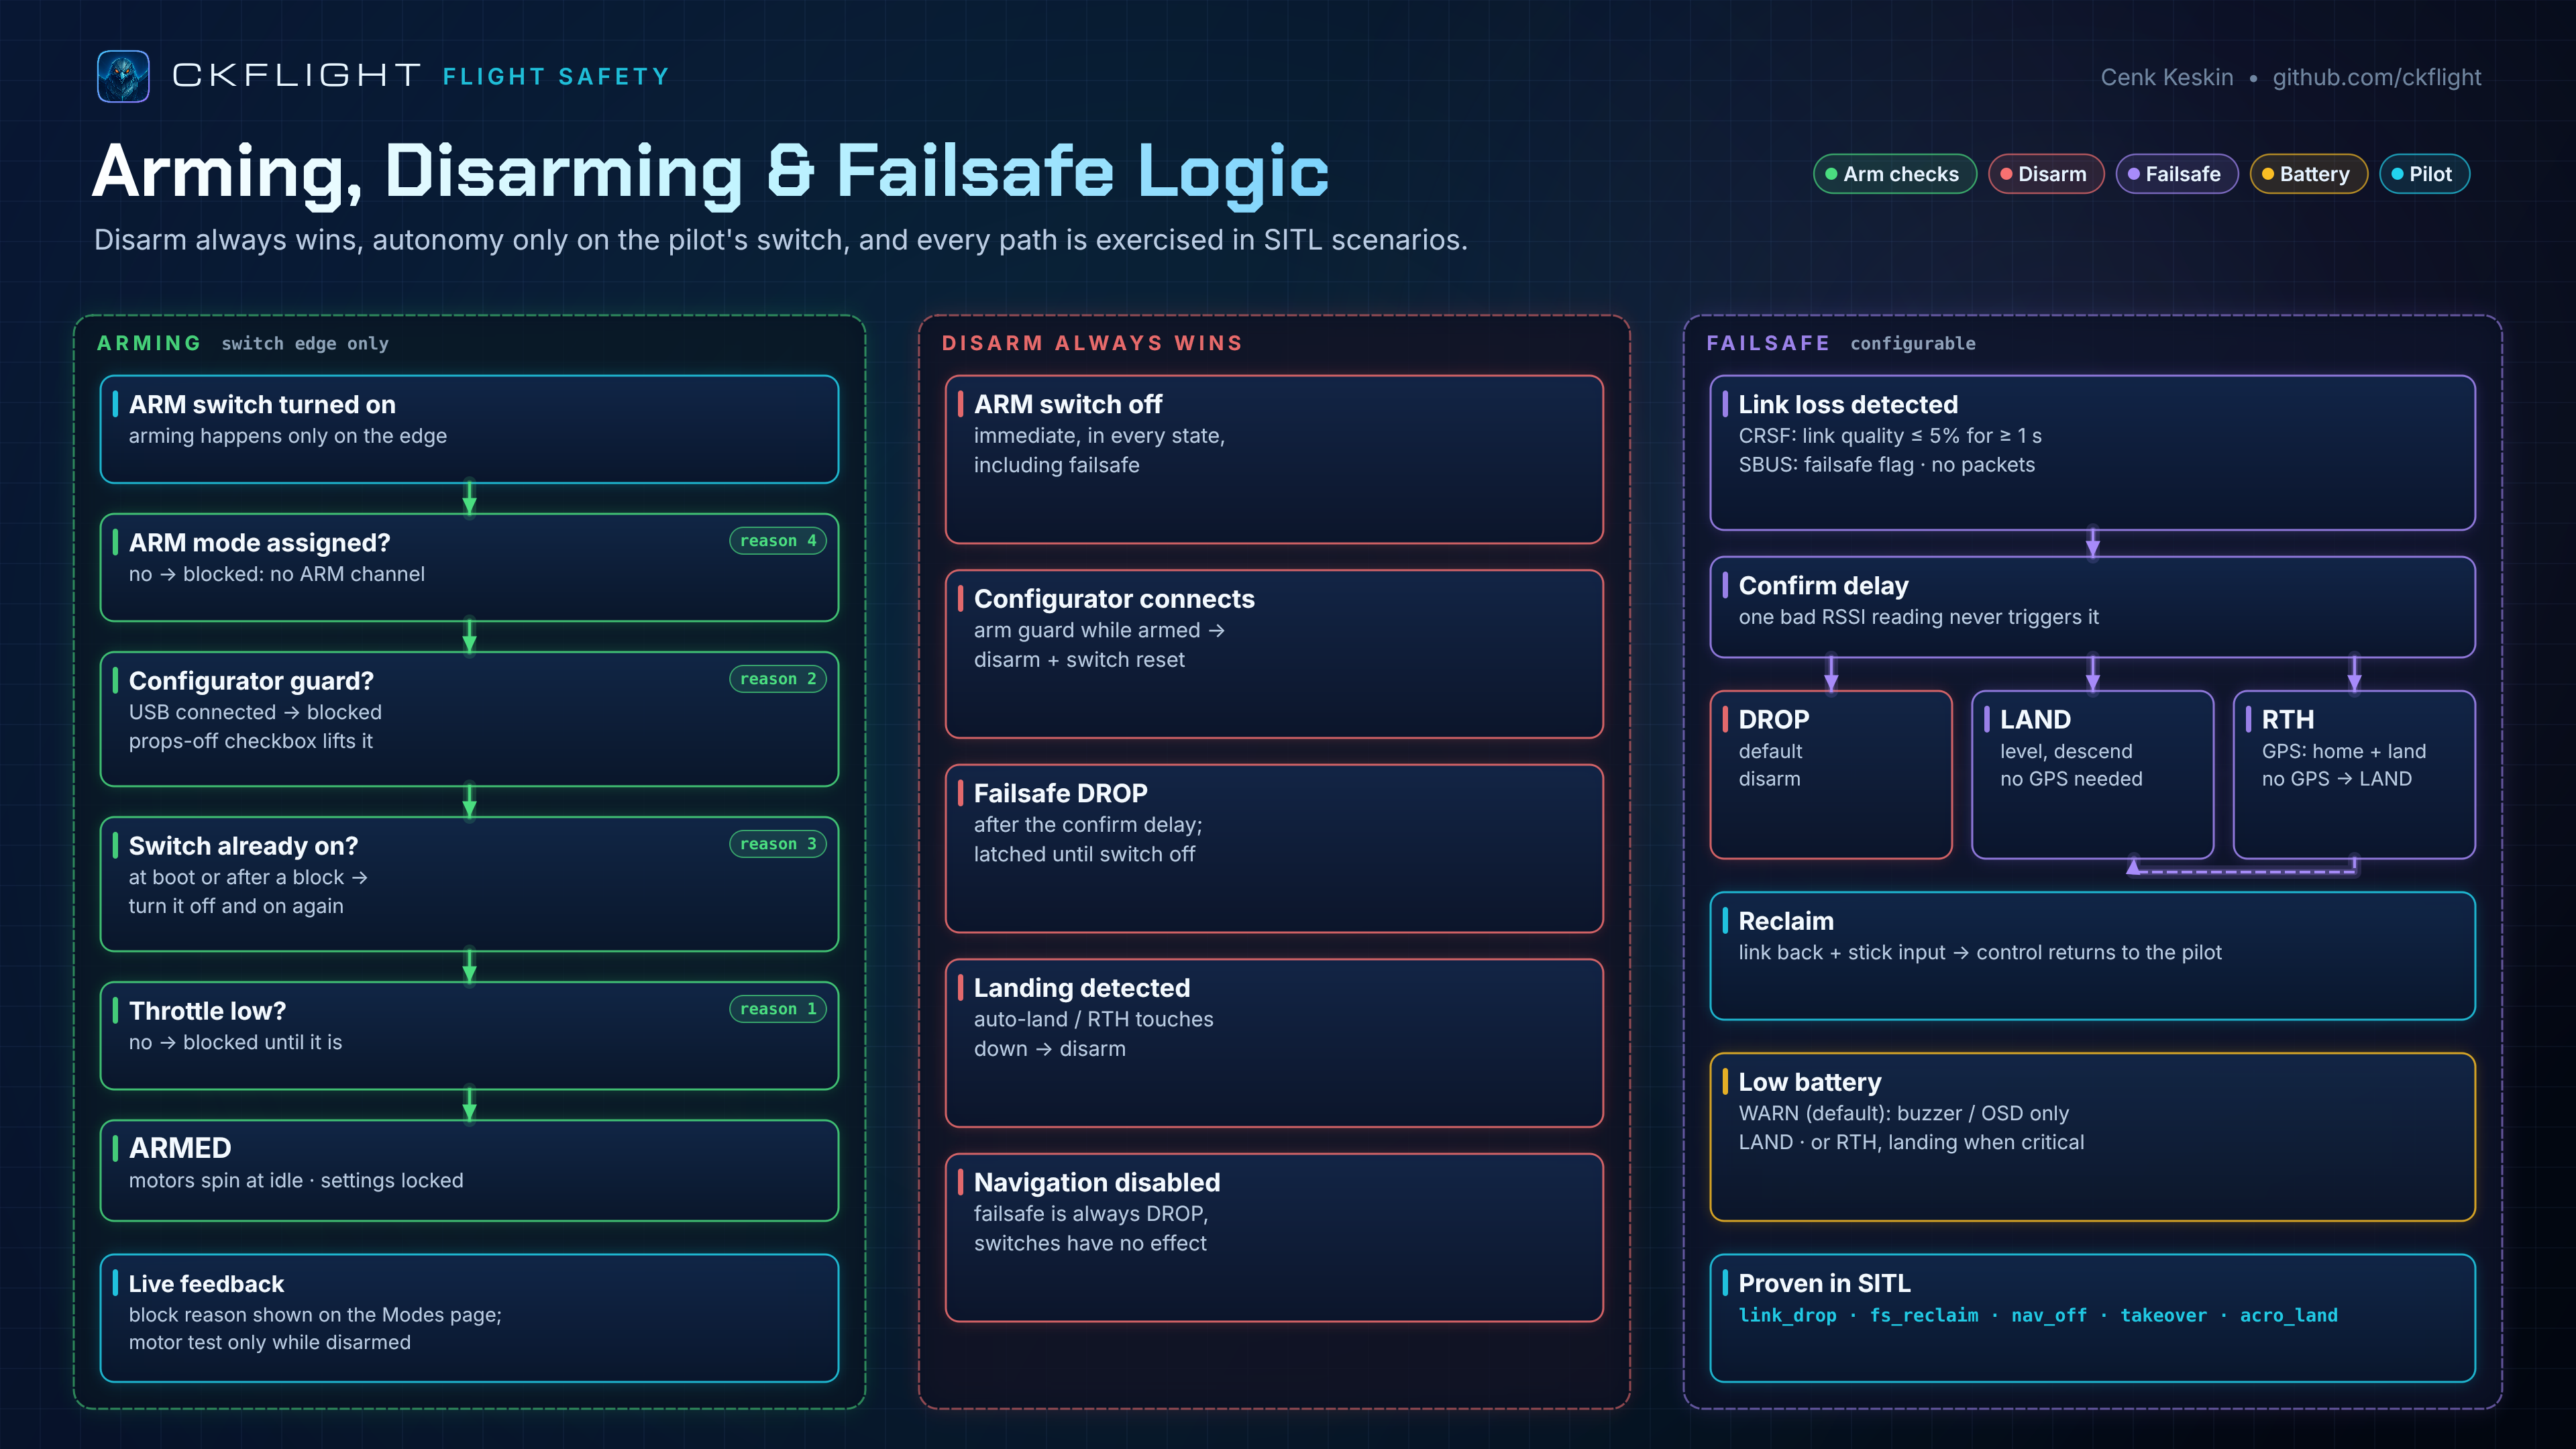 CKFLIGHT FLIGHT SAFETY
Cenk Keskin • github.com/ckflight
Arming, Disarming & Failsafe Logic
Arm checks
Disarm
Failsafe
Battery
Pilot
Disarm always wins, autonomy only on the pilot's switch, and every path is exercised in SITL scenarios.
ARMING switch edge only
ARM switch turned on
arming happens only on the edge
ARM mode assigned?
reason 4
no → blocked: no ARM channel
Configurator guard?
reason 2
USB connected → blocked
props-off checkbox lifts it
Switch already on?
reason 3
at boot or after a block →
turn it off and on again
Throttle low?
reason 1
no → blocked until it is
ARMED
motors spin at idle · settings locked
Live feedback
block reason shown on the Modes page;
motor test only while disarmed
DISARM ALWAYS WINS
ARM switch off
immediate, in every state,
including failsafe
Configurator connects
arm guard while armed →
disarm + switch reset
Failsafe DROP
after the confirm delay;
latched until switch off
Landing detected
auto-land / RTH touches
down → disarm
Navigation disabled
failsafe is always DROP,
switches have no effect
FAILSAFE configurable
Link loss detected
CRSF: link quality ≤ 5% for ≥ 1 s
SBUS: failsafe flag · no packets
Confirm delay
one bad RSSI reading never triggers it
DROP
default
disarm
LAND
level, descend
no GPS needed
RTH
GPS: home + land
no GPS → LAND
Reclaim
link back + stick input → control returns to the pilot
Low battery
WARN (default): buzzer / OSD only
LAND · or RTH, landing when critical
Proven in SITL
link_drop · fs_reclaim · nav_off · takeover · acro_land